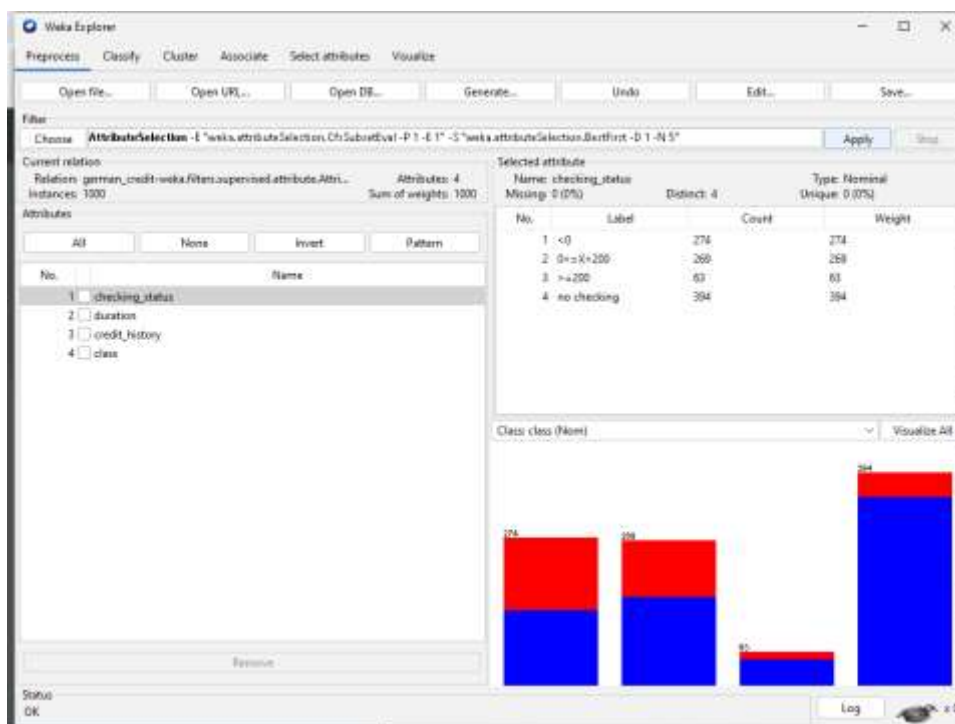 Weka Explorer
Preprocess Classify Cluster Associate Select attributes Visualize
Open file... Open URL... Open DB... Generate... Undo Edit... Save...
Filter
Choose AttributeSelection -E "weka.attributeSelection.CfsSubsetEval -P 1 -E 1" -S "weka.attributeSelection.BestFirst -D 1 -N 5" Apply Stop
Current relation
Relation: german_credit-weka.filters.supervised.attribute.Attri... Attributes: 4
Instances: 1000 Sum of weights: 1000
Selected attribute
Name: checking_status Type: Nominal
Missing: 0 (0%) Distinct: 4 Unique: 0 (0%)
Attributes
All None Invert Pattern
No. Name
1 checking_status
2 duration
3 credit_history
4 class
Remove
No. Label Count Weight
1 <0 274 274
2 0<=X<200 269 269
3 >=200 63 63
4 no checking 394 394
Class: class (Nom) Visualize All
274
269
63
394
Status
OK
Log x 0